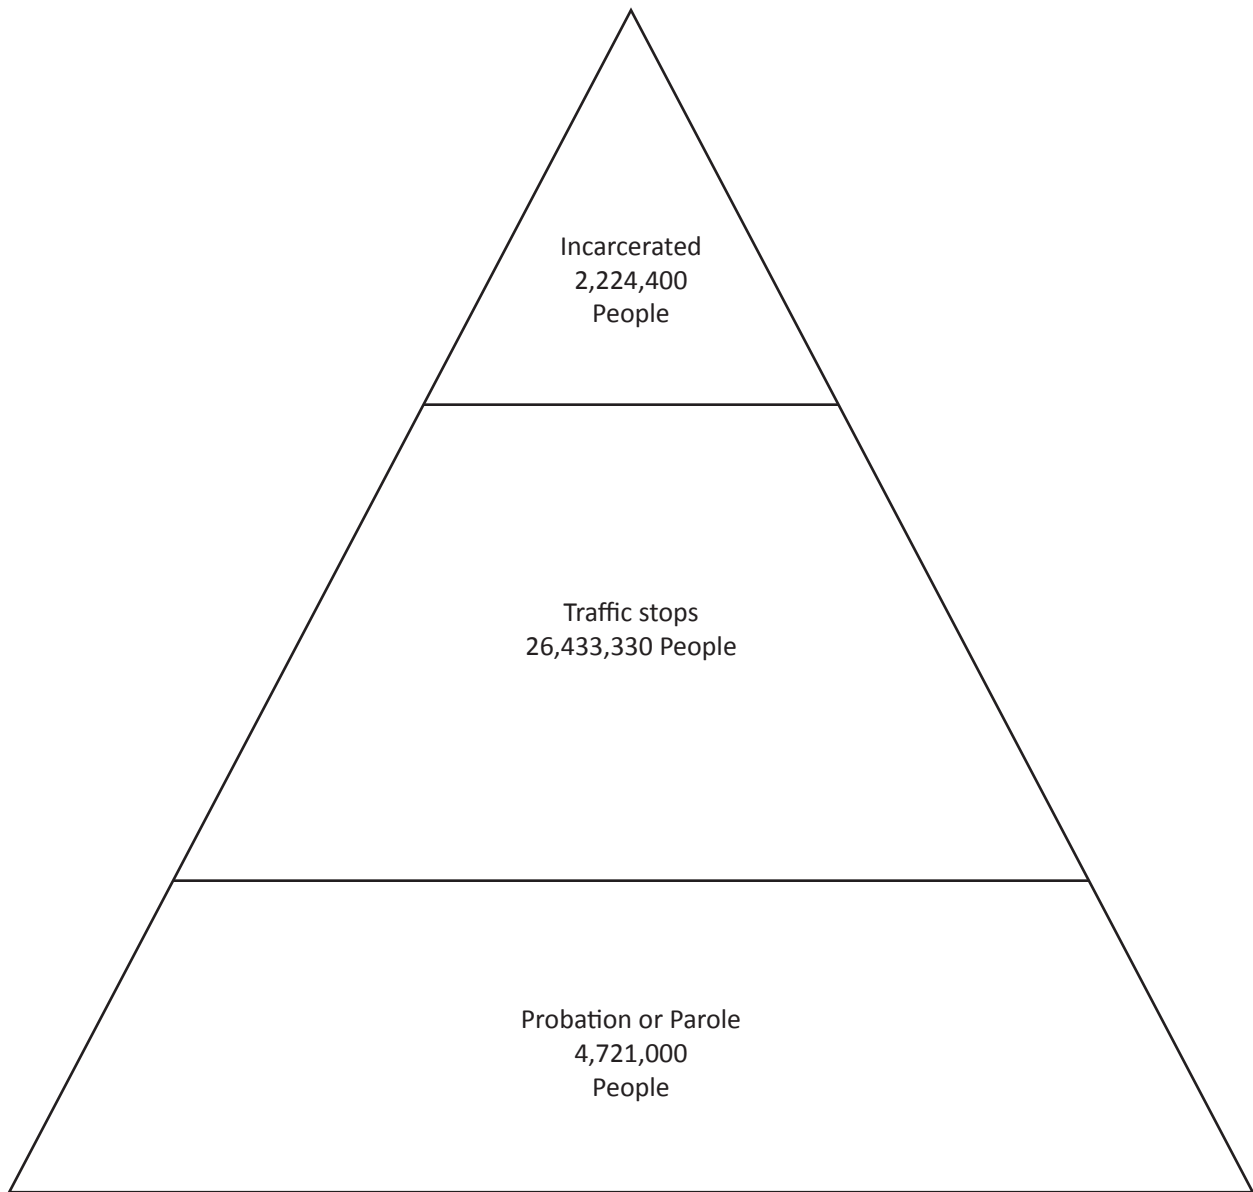 Incarcerated
2,224,400
People
Traffic stops
26,433,330 People
Probation or Parole
4,721,000
People